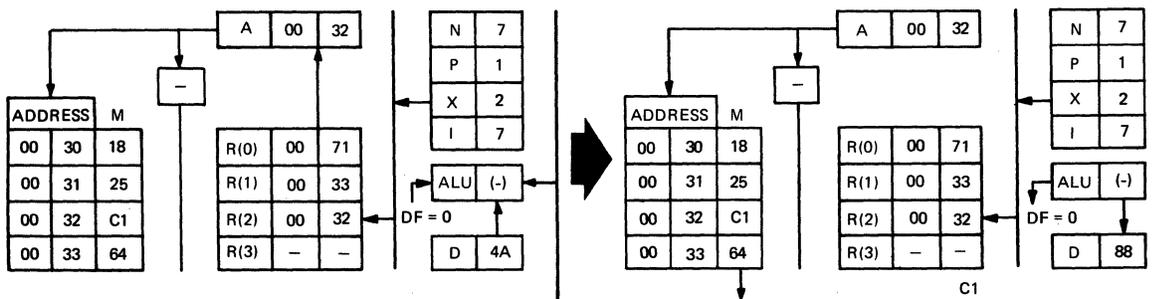 A 00 32
N 7
P 1
X 2
I 7
–
ADDRESS M
00 30 18
00 31 25
00 32 C1
00 33 64
R(0) 00 71
R(1) 00 33
R(2) 00 32
R(3) – –
ALU (-)
DF = 0
D 4A
A 00 32
N 7
P 1
X 2
I 7
–
ADDRESS M
00 30 18
00 31 25
00 32 C1
00 33 64
R(0) 00 71
R(1) 00 33
R(2) 00 32
R(3) – –
ALU (-)
DF = 0
D 88
C1